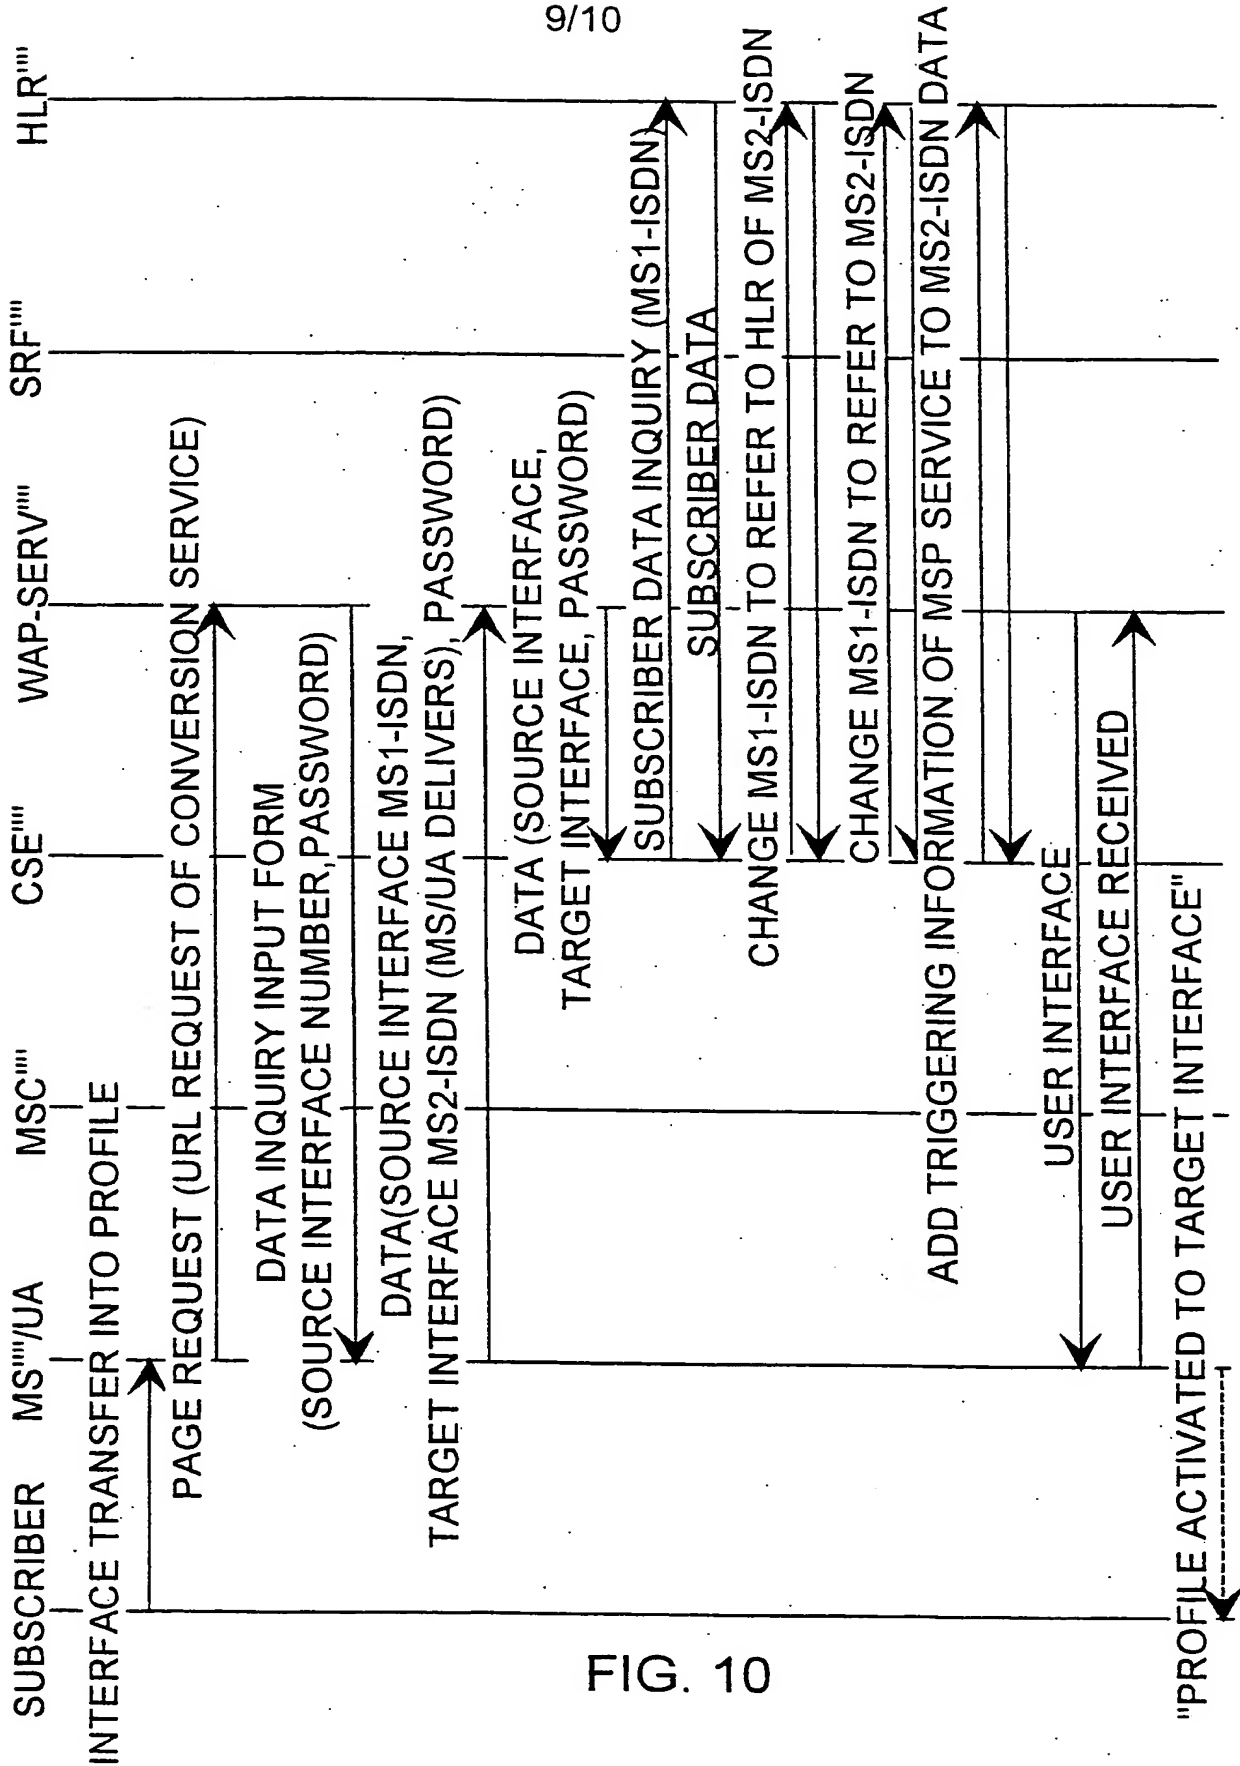 9/10
SUBSCRIBER
MS""/UA
MSC""
CSE""
WAP-SERV""
SRF""
HLR""
INTERFACE TRANSFER INTO PROFILE
PAGE REQUEST (URL REQUEST OF CONVERSION SERVICE)
DATA INQUIRY INPUT FORM
(SOURCE INTERFACE NUMBER,PASSWORD)
DATA(SOURCE INTERFACE MS1-ISDN,
TARGET INTERFACE MS2-ISDN (MS/UA DELIVERS), PASSWORD)
DATA (SOURCE INTERFACE,
TARGET INTERFACE, PASSWORD)
SUBSCRIBER DATA INQUIRY (MS1-ISDN)
SUBSCRIBER DATA
CHANGE MS1-ISDN TO REFER TO HLR OF MS2-ISDN
CHANGE MS1-ISDN TO REFER TO MS2-ISDN
ADD TRIGGERING INFORMATION OF MSP SERVICE TO MS2-ISDN DATA
USER INTERFACE
USER INTERFACE RECEIVED
"PROFILE ACTIVATED TO TARGET INTERFACE"
FIG. 10